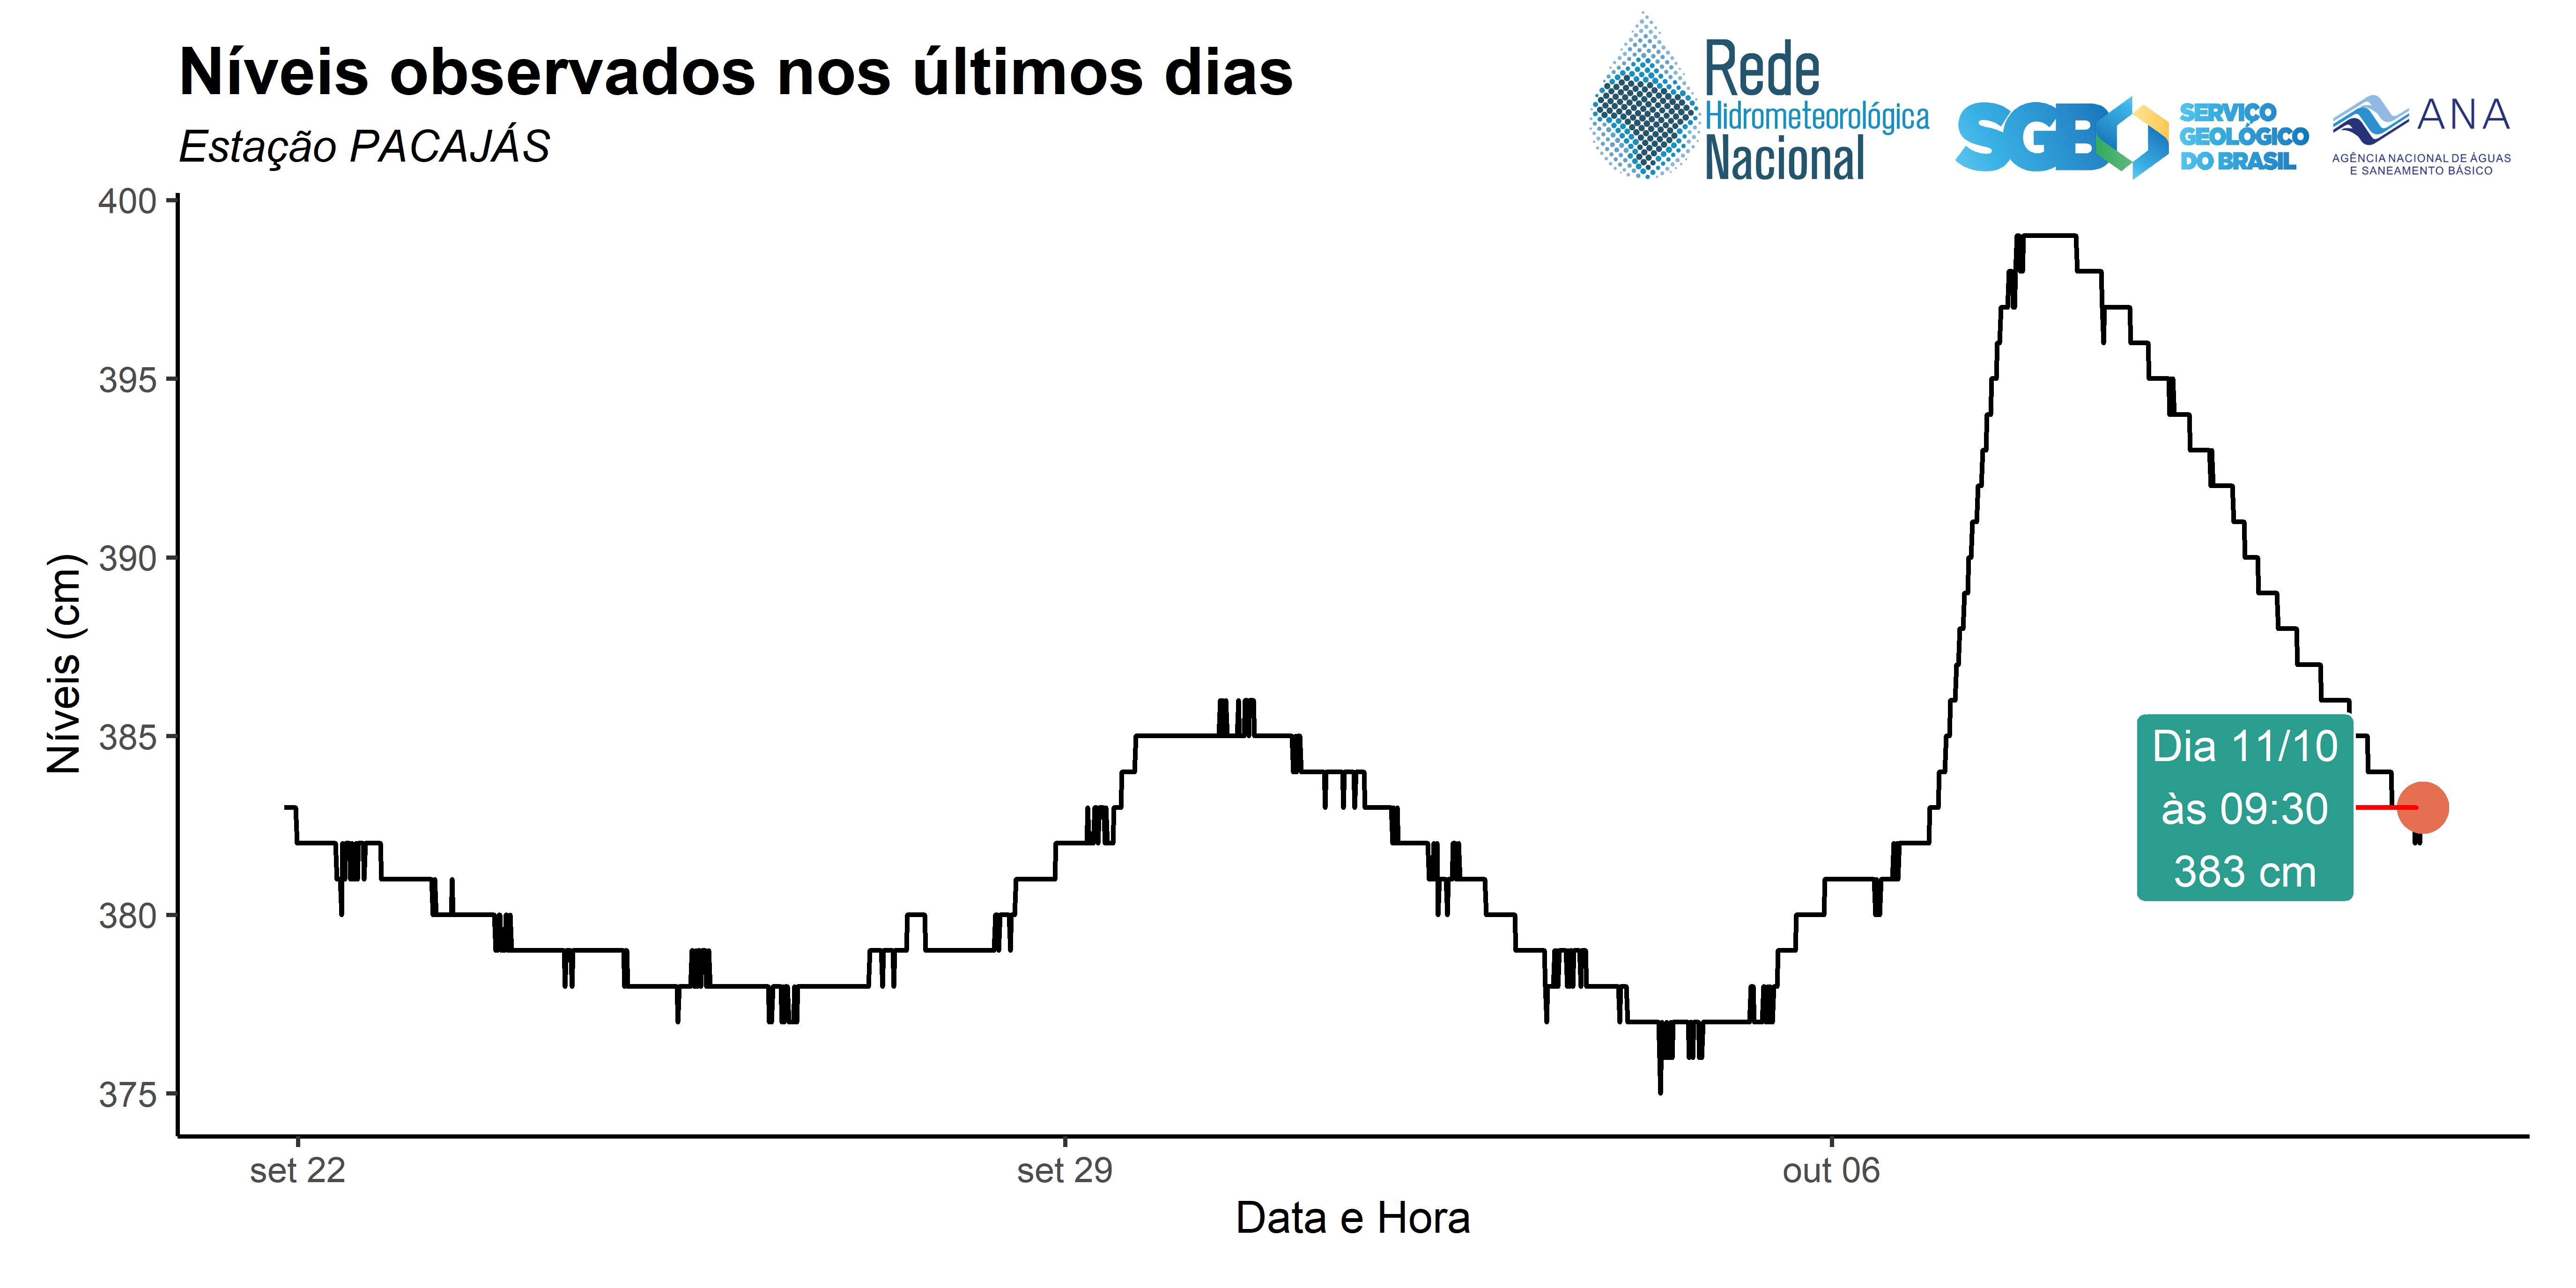 Níveis observados nos últimos dias
Estação PACAJÁS
Rede
Hidrometeorológica
Nacional
SGB
SERVIÇO
GEOLÓGICO
DO BRASIL
ANA
AGÊNCIA NACIONAL DE ÁGUAS
E SANEAMENTO BÁSICO
400
395
390
385
380
375
Níveis (cm)
Dia 11/10
às 09:30
383 cm
set 22
set 29
out 06
Data e Hora